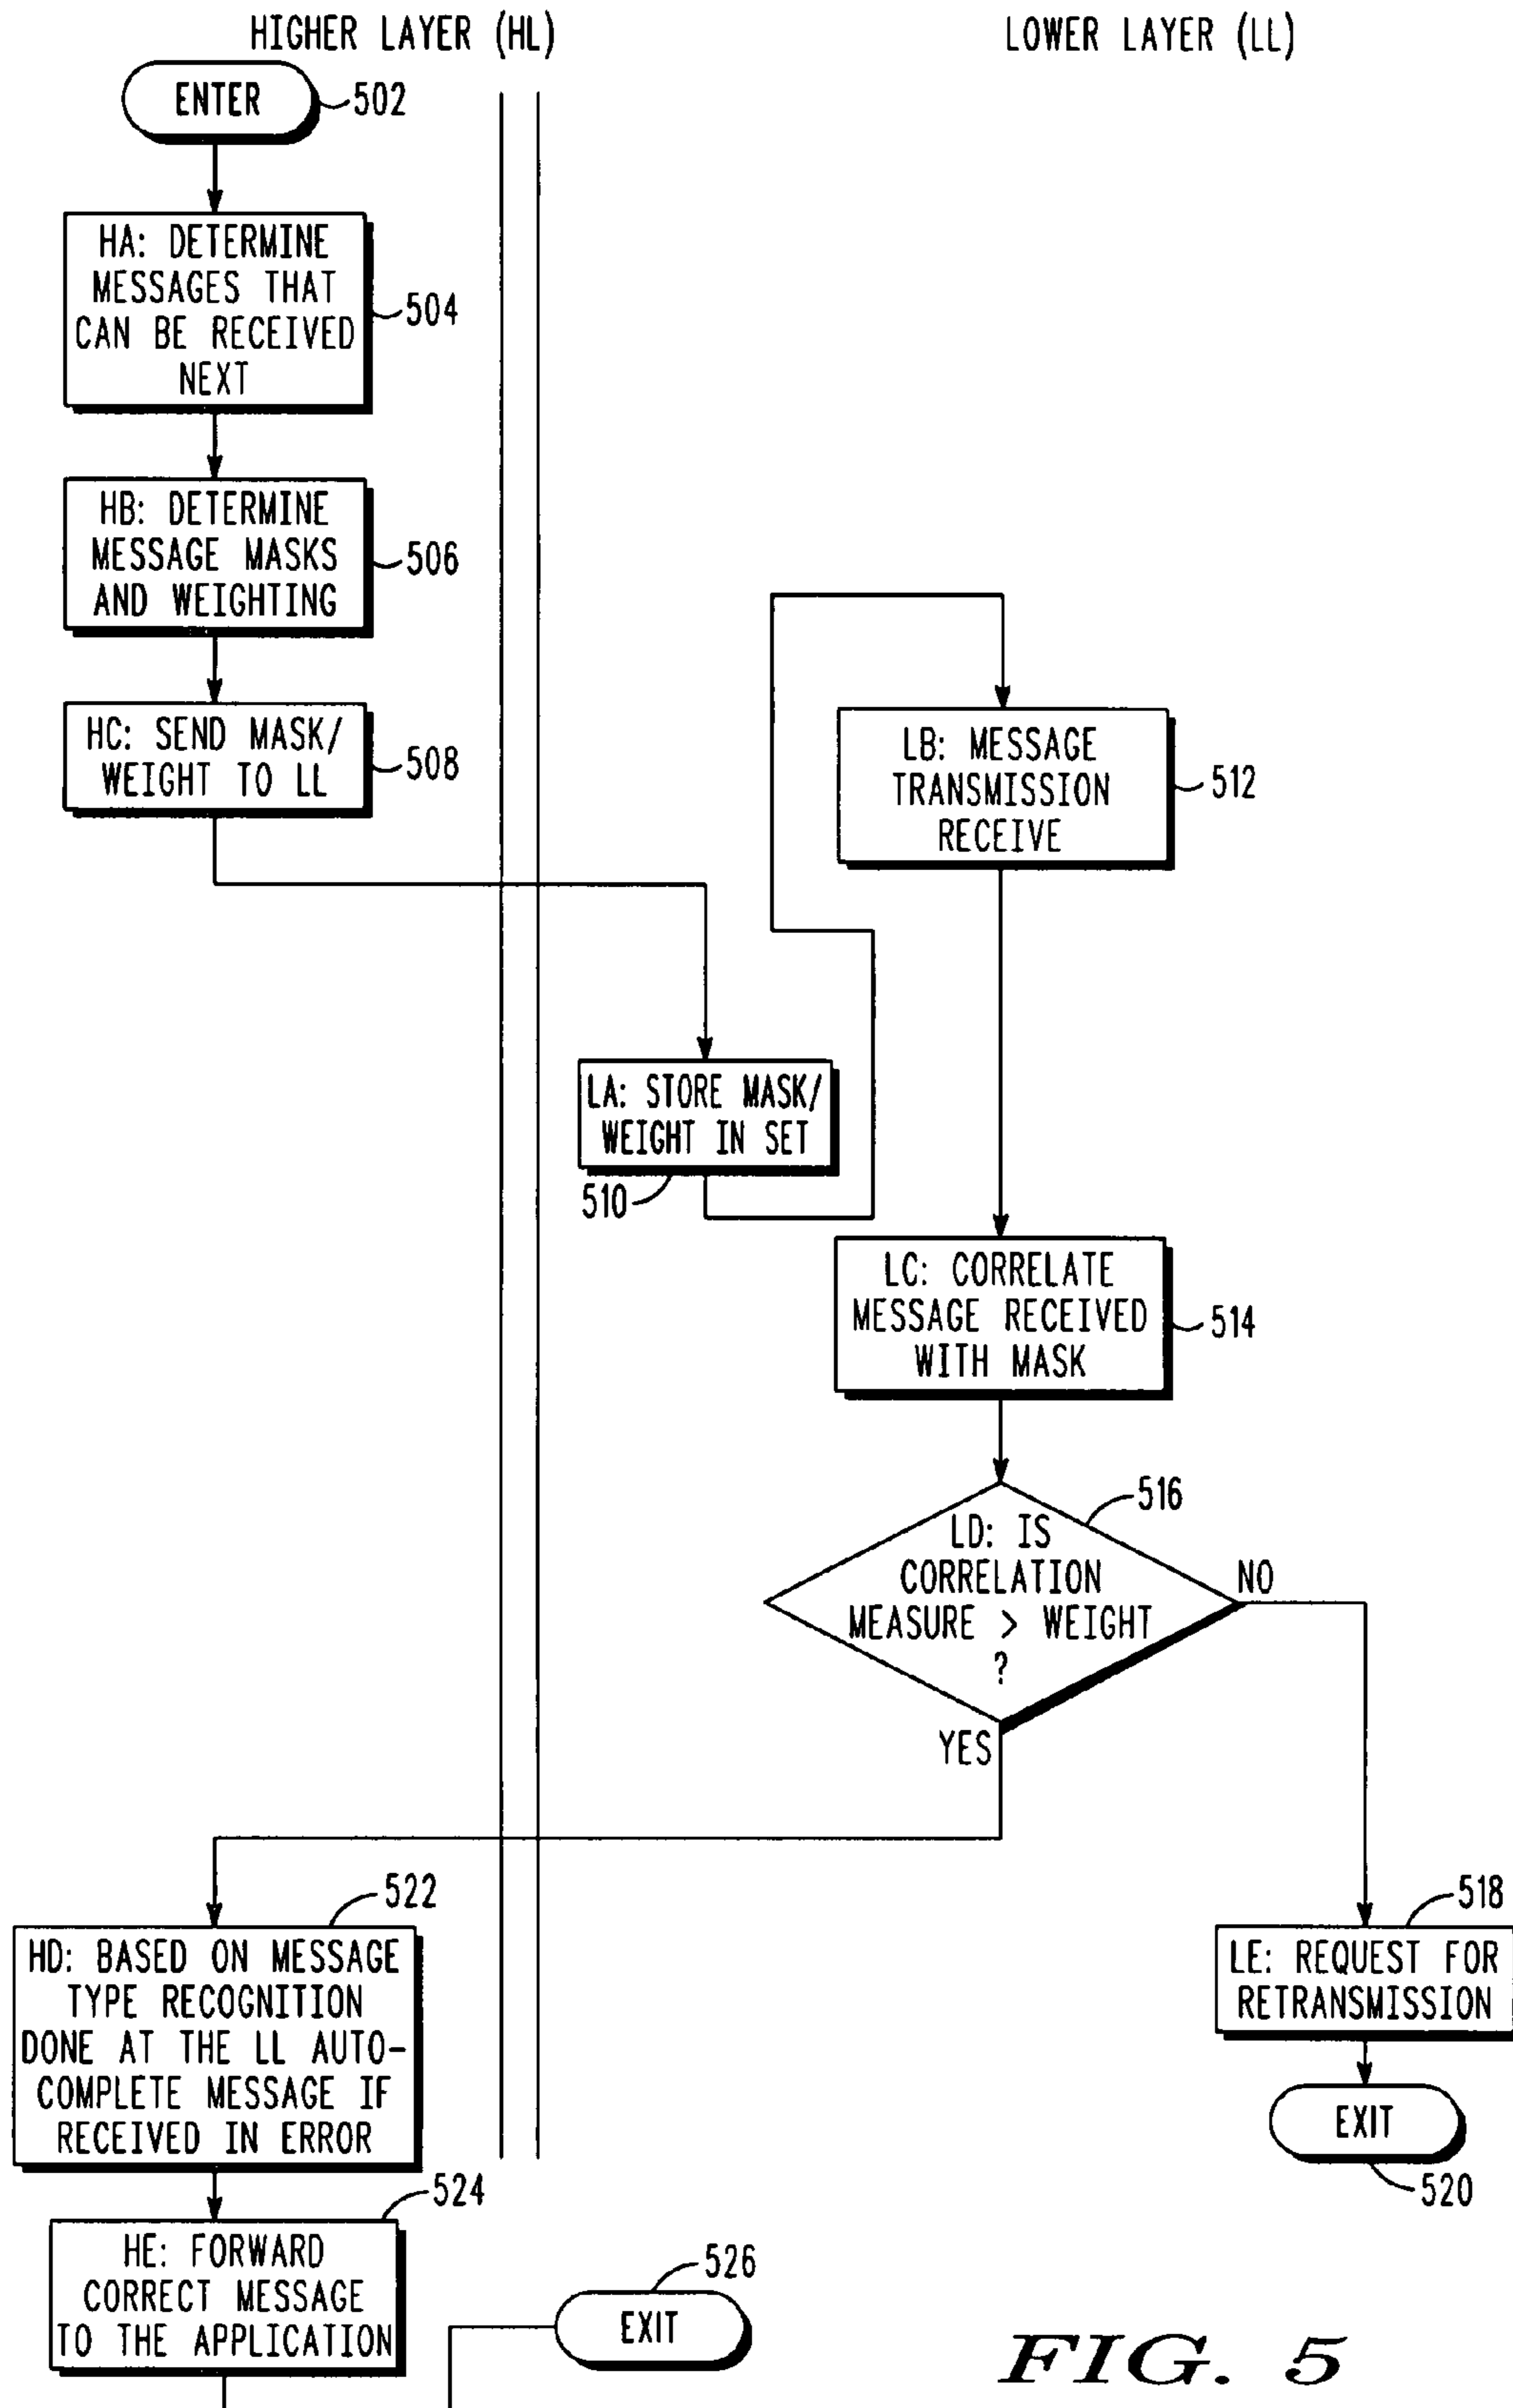 HIGHER LAYER (HL)
LOWER LAYER (LL)
ENTER
502
HA: DETERMINE
MESSAGES THAT
CAN BE RECEIVED
NEXT
504
HB: DETERMINE
MESSAGE MASKS
AND WEIGHTING
506
HC: SEND MASK/
WEIGHT TO LL
508
LB: MESSAGE
TRANSMISSION
RECEIVE
512
LA: STORE MASK/
WEIGHT IN SET
510
LC: CORRELATE
MESSAGE RECEIVED
WITH MASK
514
516
LD: IS
CORRELATION
MEASURE > WEIGHT
?
NO
YES
522
HD: BASED ON MESSAGE
TYPE RECOGNITION
DONE AT THE LL AUTO-
COMPLETE MESSAGE IF
RECEIVED IN ERROR
518
LE: REQUEST FOR
RETRANSMISSION
EXIT
520
524
HE: FORWARD
CORRECT MESSAGE
TO THE APPLICATION
526
EXIT
FIG. 5